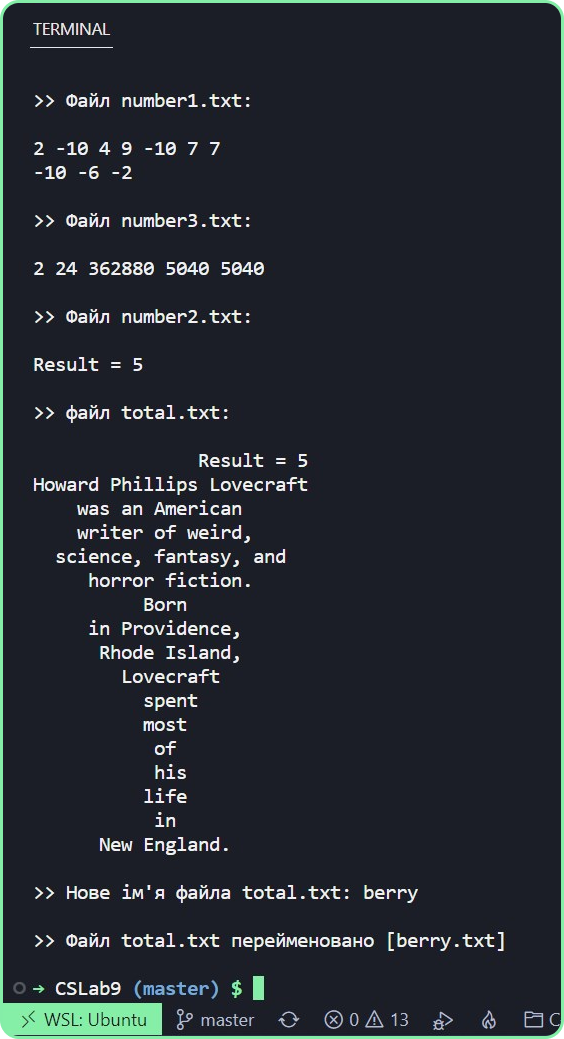 TERMINAL
>> Файл number1.txt:
2 -10 4 9 -10 7 7
-10 -6 -2
>> Файл number3.txt:
2 24 362880 5040 5040
>> Файл number2.txt:
Result = 5
>> файл total.txt:
Result = 5
Howard Phillips Lovecraft
was an American
writer of weird,
science, fantasy, and
horror fiction.
Born
in Providence,
Rhode Island,
Lovecraft
spent
most
of
his
life
in
New England.
>> Нове ім'я файла total.txt: berry
>> Файл total.txt перейменовано [berry.txt]
→ CSLab9 (master) $
WSL: Ubuntu master 0 13 C